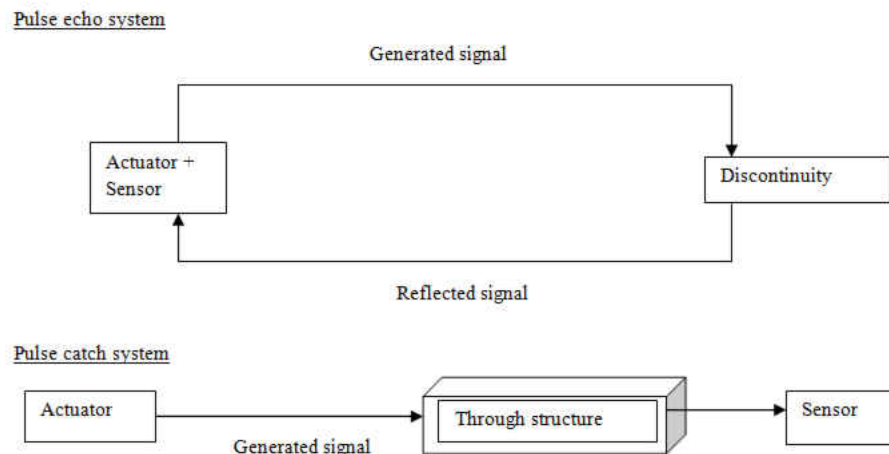 Pulse echo system
Generated signal
Actuator +
Sensor
Discontinuity
Reflected signal
Pulse catch system
Actuator
Through structure
Sensor
Generated signal